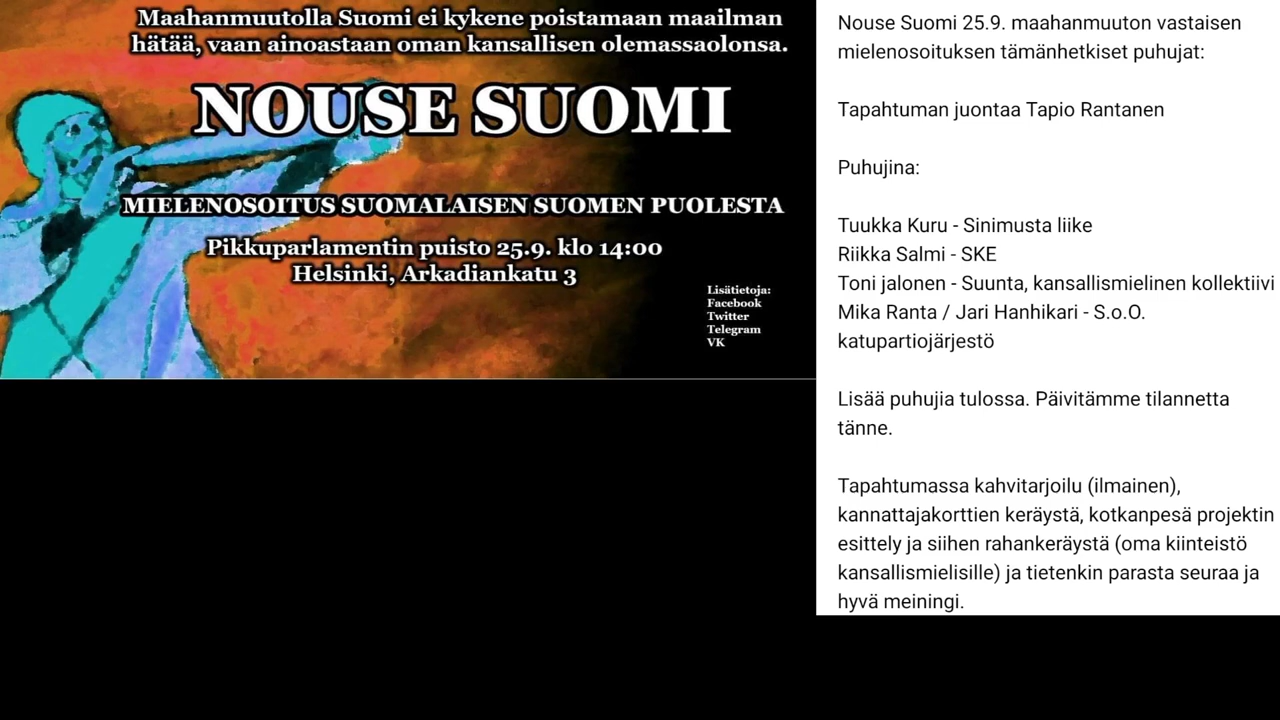 Maahanmuutolla Suomi ei kykene poistamaan maailman
hätää, vaan ainoastaan oman kansallisen olemassaolonsa.
NOUSE SUOMI
MIELENOSOITUS SUOMALAISEN SUOMEN PUOLESTA
Pikkuparlamentin puisto 25.9. klo 14:00
Helsinki, Arkadiankatu 3
Lisätietoja:
Facebook
Twitter
Telegram
VK
Nouse Suomi 25.9. maahanmuuton vastaisen
mielenosoituksen tämänhetkiset puhujat:
Tapahtuman juontaa Tapio Rantanen
Puhujina:
Tuukka Kuru - Sinimusta liike
Riikka Salmi - SKE
Toni jalonen - Suunta, kansallismielinen kollektiivi
Mika Ranta / Jari Hanhikari - S.o.O.
katupartiojärjestö
Lisää puhujia tulossa. Päivitämme tilannetta
tänne.
Tapahtumassa kahvitarjoilu (ilmainen),
kannattajakorttien keräystä, kotkanpesä projektin
esittely ja siihen rahankeräystä (oma kiinteistö
kansallismielisille) ja tietenkin parasta seuraa ja
hyvä meiningi.